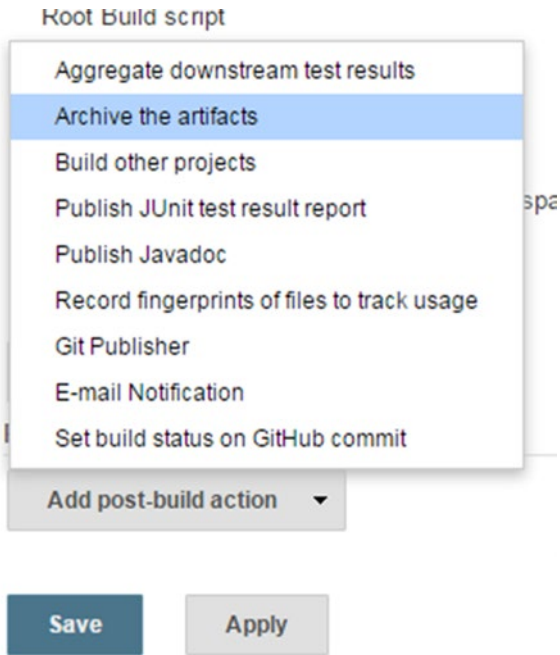 Root Build script
Aggregate downstream test results
Archive the artifacts
Build other projects
Publish JUnit test result report
spa
Publish Javadoc
Record fingerprints of files to track usage
Git Publisher
E-mail Notification
Set build status on GitHub commit
Add post-build action
Save Apply